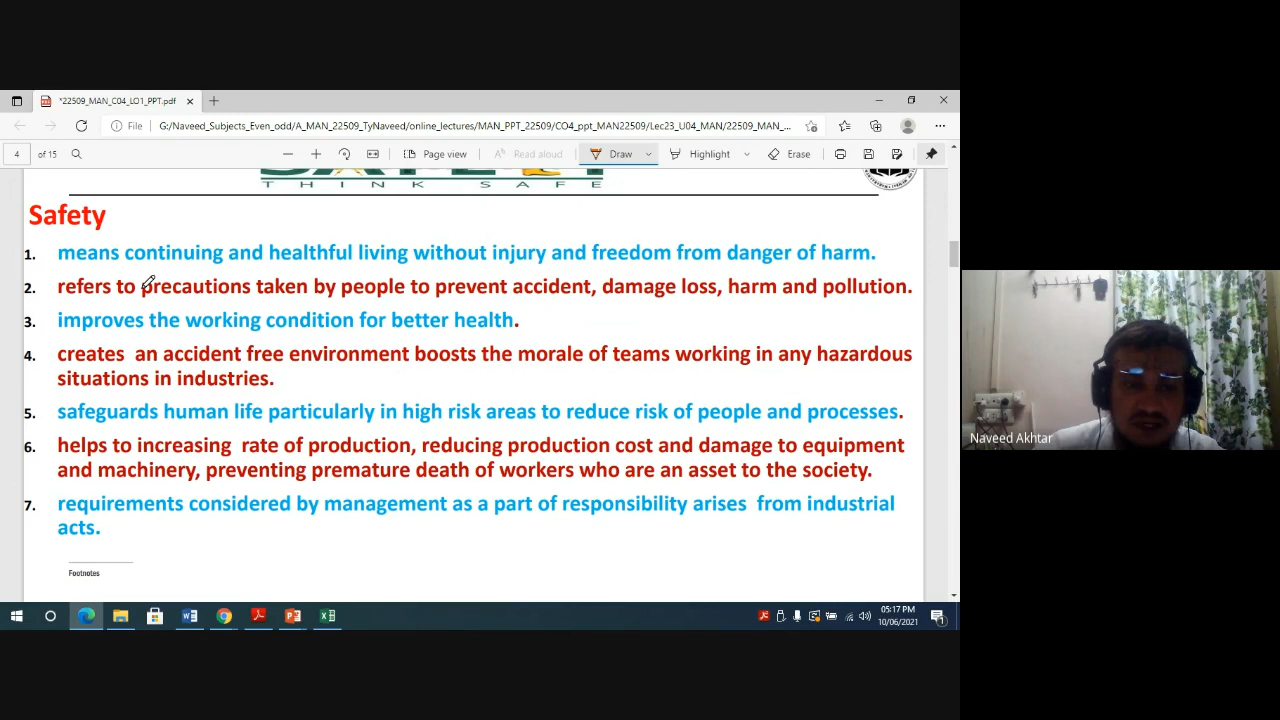 *22509_MAN_C04_LO1_PPT.pdf
File
G:/Naveed_Subjects_Even_odd/A_MAN_22509_TyNaveed/online_lectures/MAN_PPT_22509/CO4_ppt_MAN22509/Lec23_U04_MAN/22509_MAN_...
4 of 15
Page view
Read aloud
Draw
Highlight
Erase
THINK SAFE
Safety
1. means continuing and healthful living without injury and freedom from danger of harm.
2. refers to precautions taken by people to prevent accident, damage loss, harm and pollution.
3. improves the working condition for better health.
4. creates an accident free environment boosts the morale of teams working in any hazardous
situations in industries.
5. safeguards human life particularly in high risk areas to reduce risk of people and processes.
6. helps to increasing rate of production, reducing production cost and damage to equipment
and machinery, preventing premature death of workers who are an asset to the society.
7. requirements considered by management as a part of responsibility arises from industrial
acts.
Footnotes
Naveed Akhtar
05:17 PM
10/06/2021